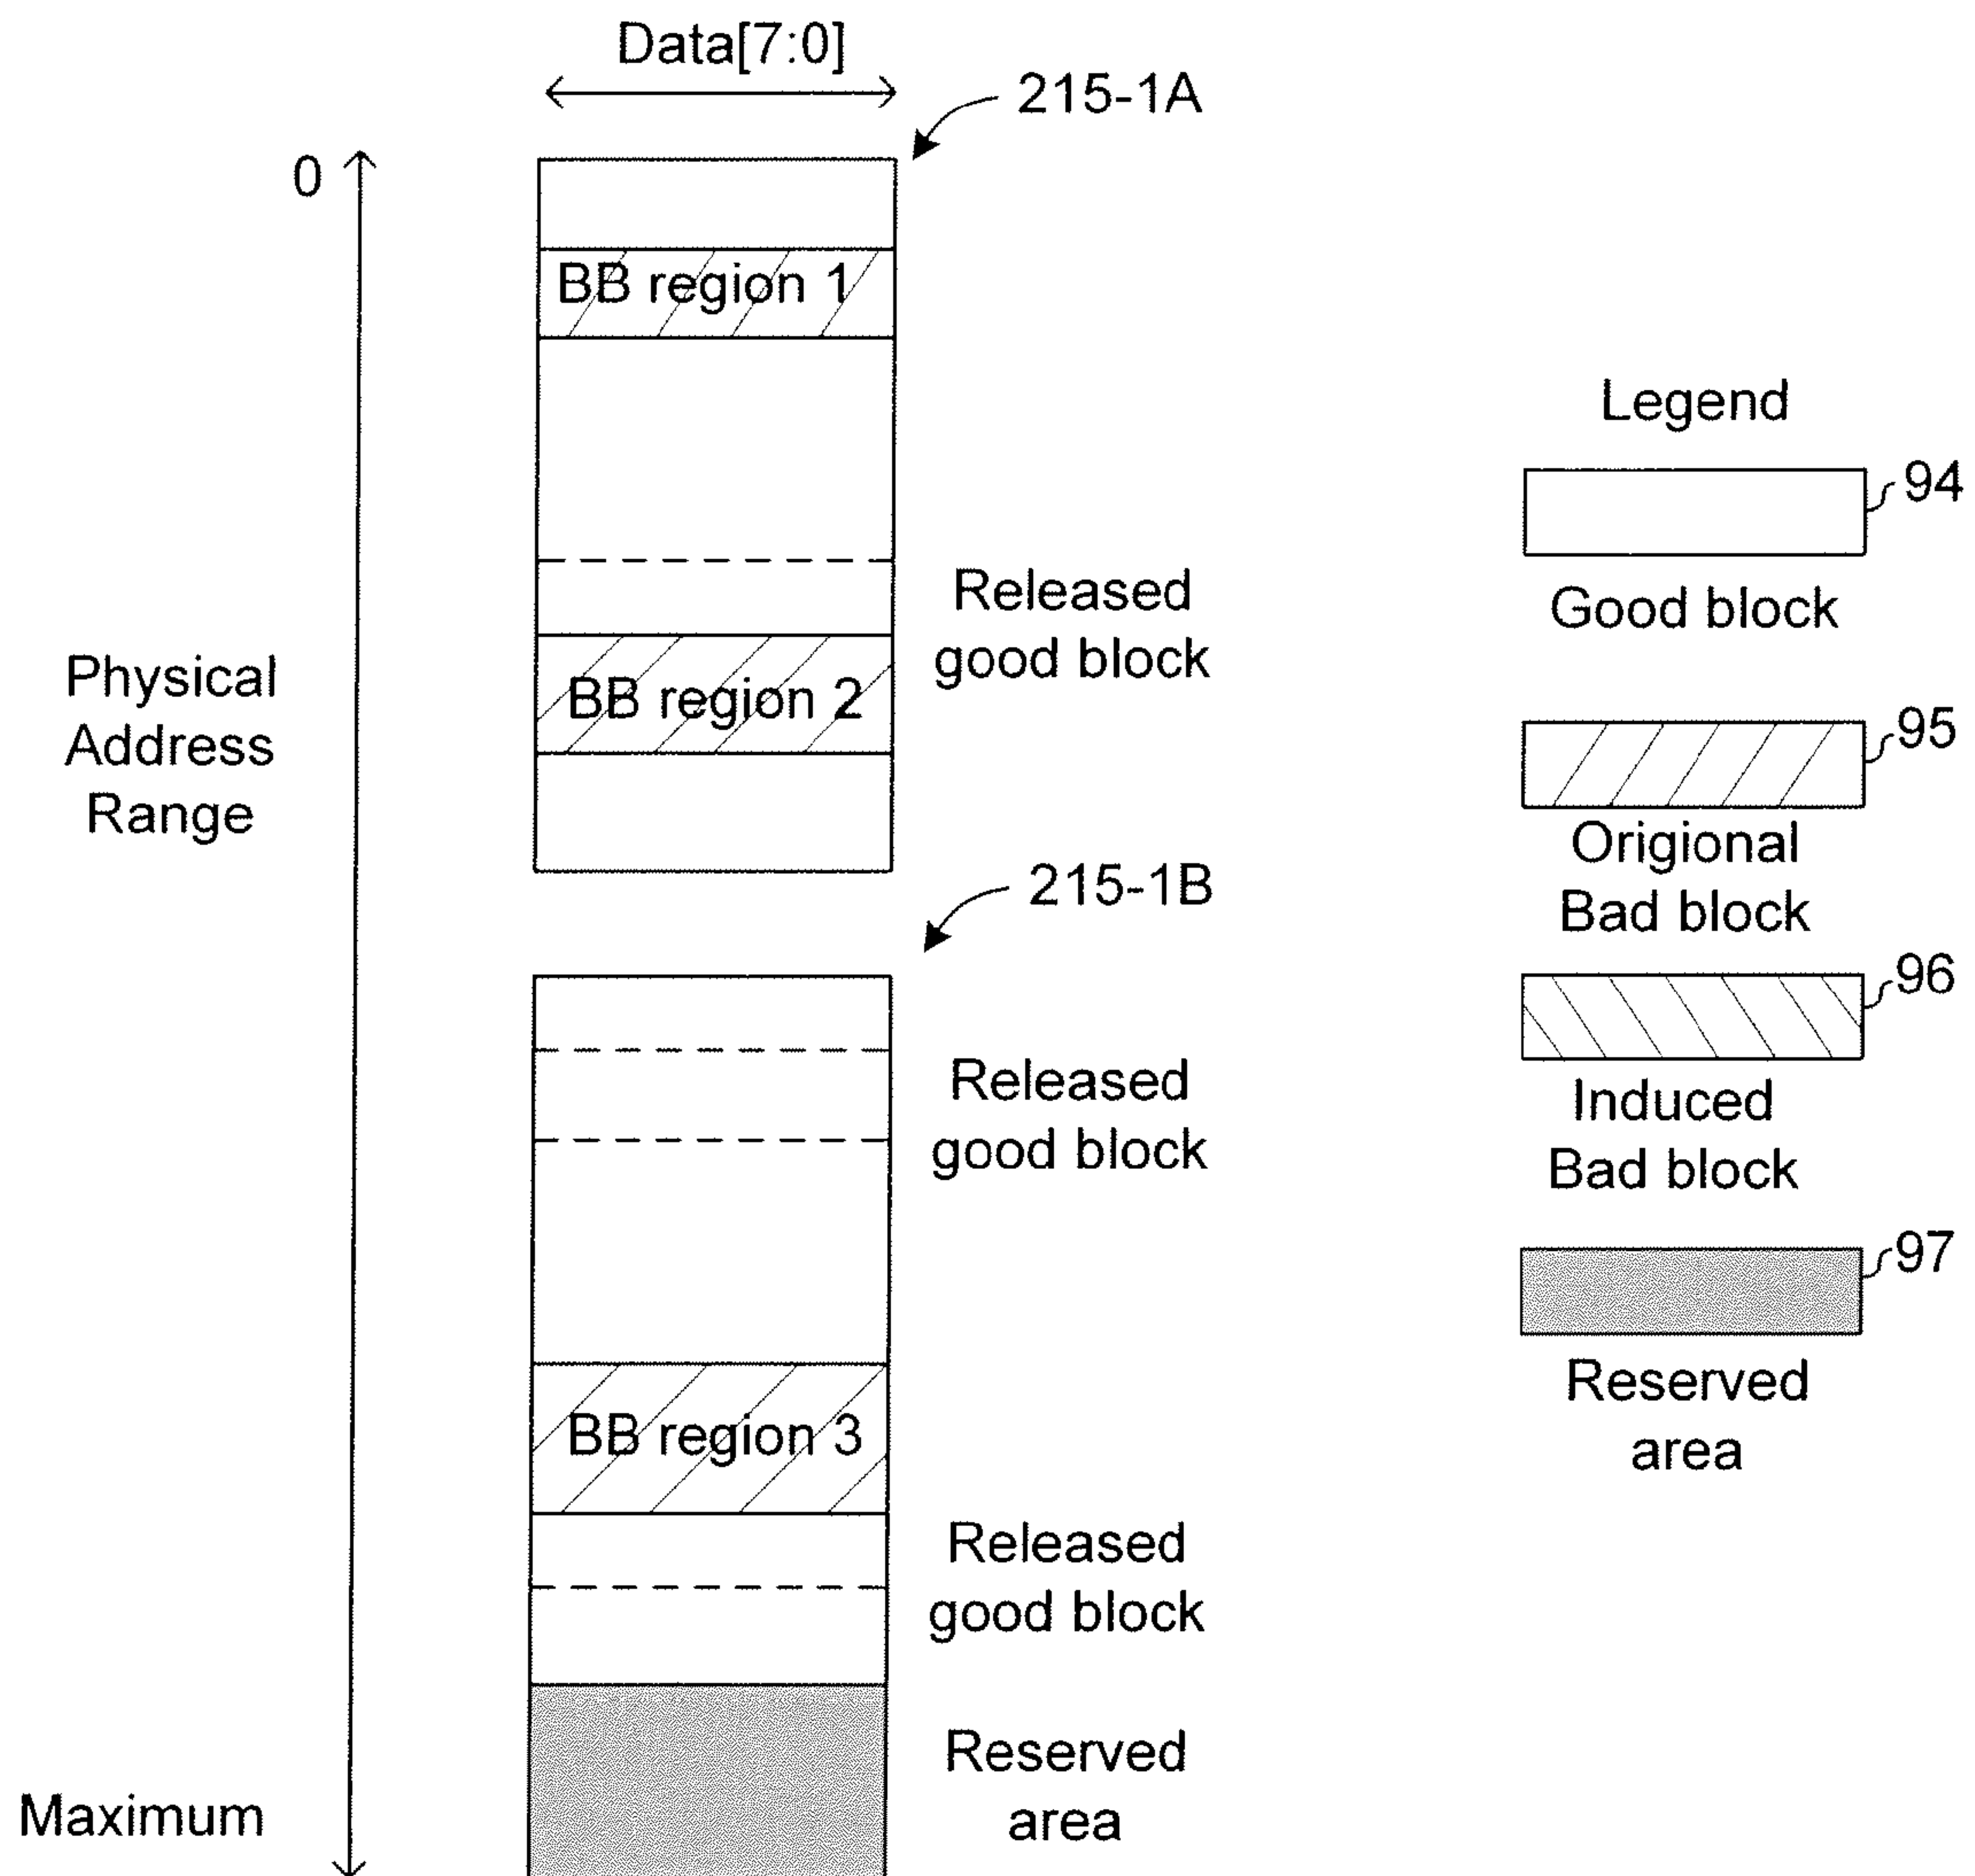 Data[7:0]
215-1A
0
BB region 1
Released
good block
BB region 2
Physical
Address
Range
215-1B
Released
good block
BB region 3
Released
good block
Reserved
area
Maximum
Legend
94
Good block
95
Origional
Bad block
96
Induced
Bad block
97
Reserved
area